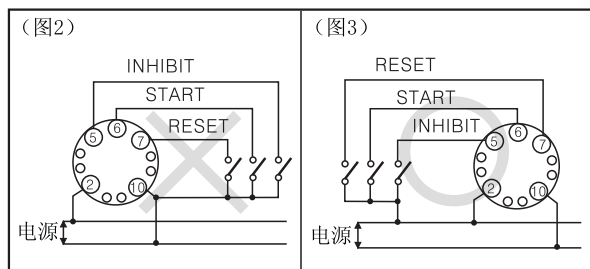 (图2)
INHIBIT
START
RESET
5
6
7
2
10
电源
(图3)
RESET
START
INHIBIT
5
6
7
2
10
电源